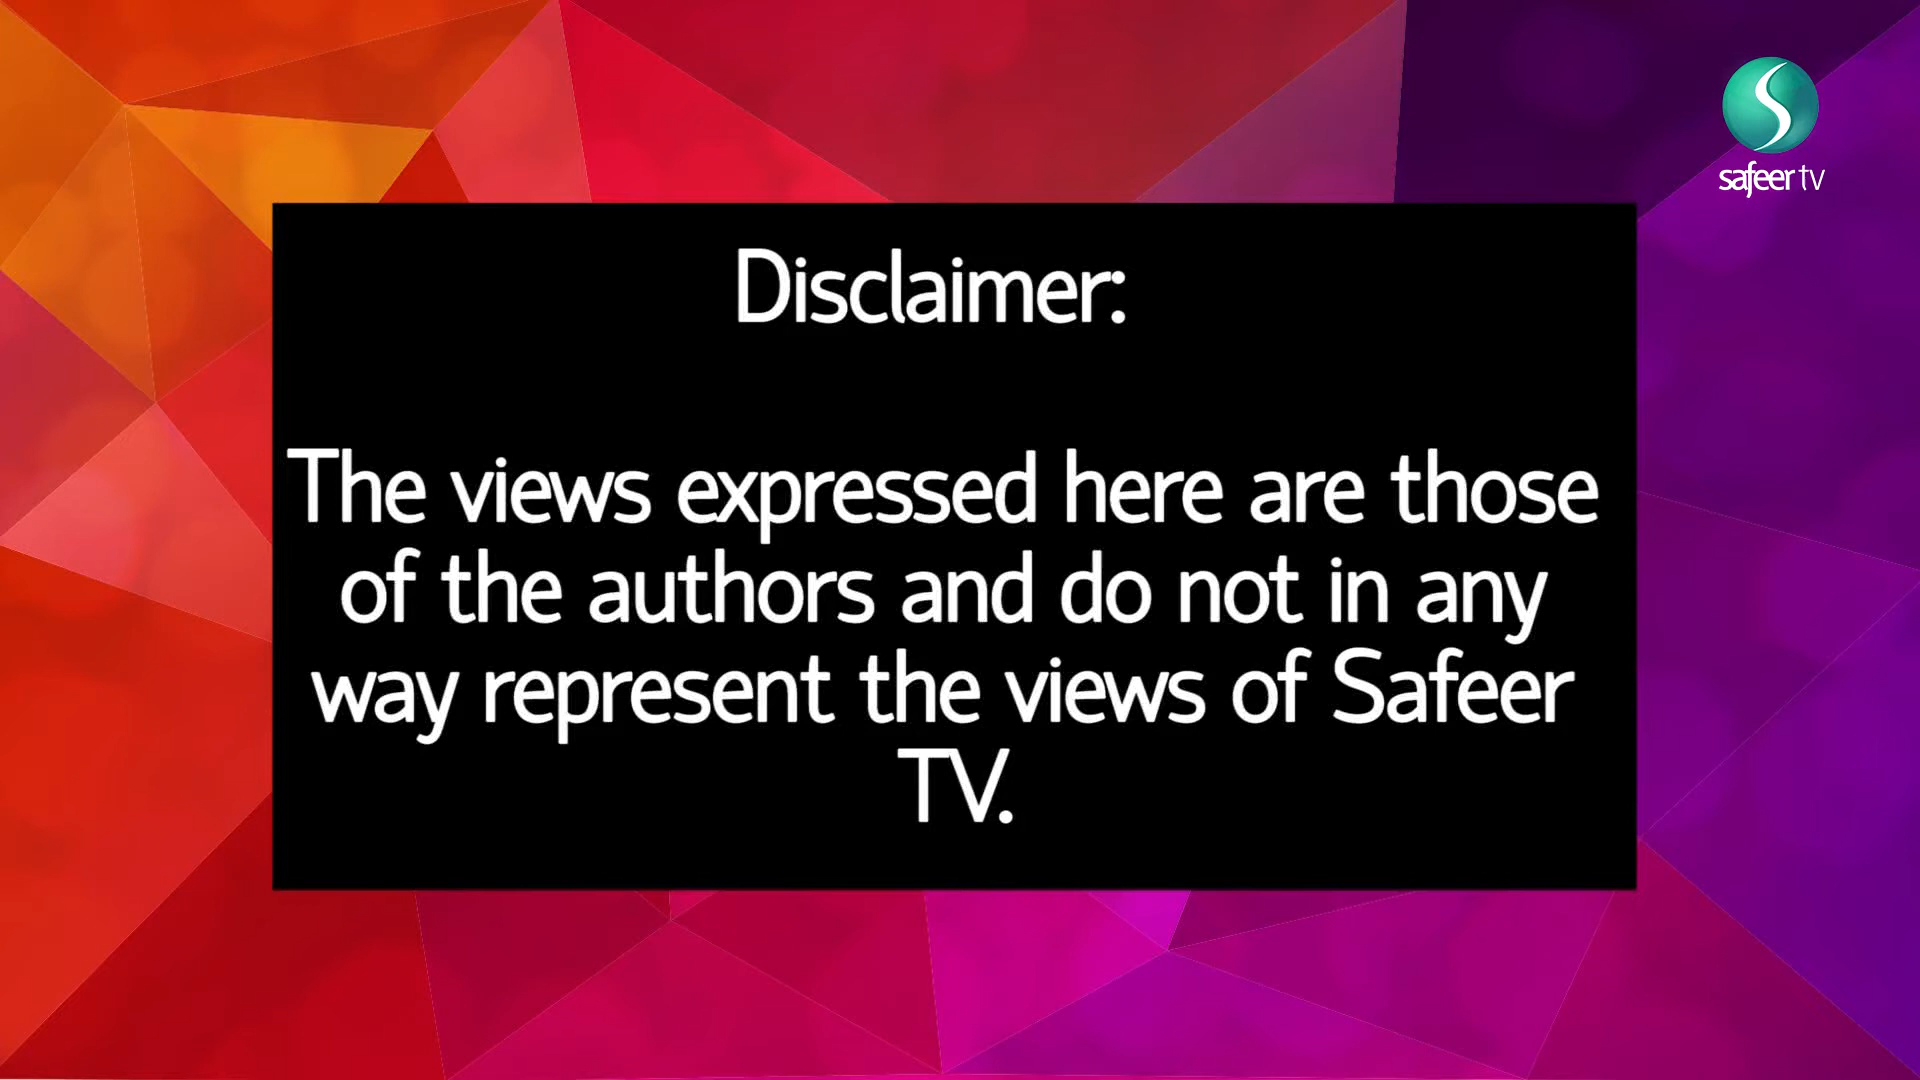 safeer tv
Disclaimer:
The views expressed here are those
of the authors and do not in any
way represent the views of Safeer
TV.